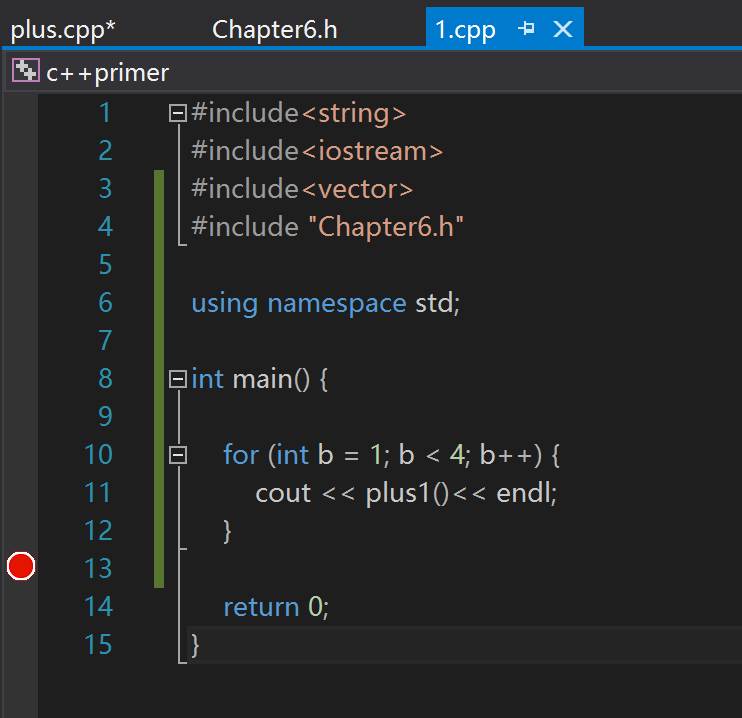 plus.cpp* Chapter6.h 1.cpp
c++primer
1 #include<string>
2 #include<iostream>
3 #include<vector>
4 #include "Chapter6.h"
5
6 using namespace std;
7
8 int main() {
9
10 for (int b = 1; b < 4; b++) {
11 cout << plus1()<< endl;
12 }
13
14 return 0;
15 }